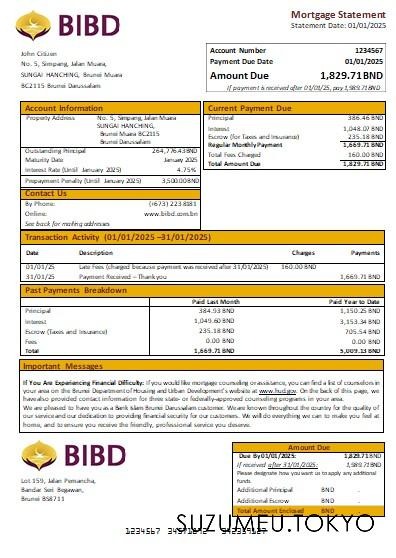 BIBD
Mortgage Statement
Statement Date: 01/01/2025
John Citizen
No. 5, Simpang, Jalan Muara,
SUNGAI HANCHING, Brunei Muara
BC2115 Brunei Darussalam
Account Number 1234567
Payment Due Date 01/01/2025
Amount Due 1,829.71BND
If payment is received after 01/01/25, pay 1,989.71BND
Account Information
Property Address No. 5, Simpang, Jalan Muara
SUNGAI HANCHING,
Brunei Muara BC2115
Brunei Darussalam
Outstanding Principal 264,776.43BND
Maturity Date January 2025
Interest Rate (Until January 2025) 4.75%
Prepayment Penalty (Until January 2025) 3,500.00BND
Current Payment Due
Principal 386.46 BND
Interest 1,048.07 BND
Escrow (for Taxes and Insurance) 235.18 BND
Regular Monthly Payment 1,669.71 BND
Total Fees Charged 160.00 BND
Total Amount Due 1,829.71 BND
Contact Us
By Phone: (+673) 223 8181
Online: www.bibd.com.bn
See back for mailing addresses
Transaction Activity (01/01/2025 –31/01/2025)
Date Description Charges Payments
01/01/25 Late Fees (charged because payment was received after 31/01/2025) 160.00 BND
31/01/25 Payment Received – Thank you 1,669.71 BND
Past Payments Breakdown
Paid Last Month Paid Year to Date
Principal 384.93 BND 1,150.25 BND
Interest 1,049.60 BND 3,153.34 BND
Escrow (Taxes and Insurance) 235.18 BND 705.54 BND
Fees 0.00 BND 0.00 BND
Total 1,669.71 BND 5,009.13 BND
Important Messages
If You Are Experiencing Financial Difficulty: If you would like mortgage counseling or assistance, you can find a list of counselors in
your area on the Brunei Department of Housing and Urban Development's website at www.hud.gov. On the back of this page, we
have also provided contact information for three state- or federally-approved counseling programs in your area.
We are pleased to have you as a Bank Islam Brunei Darussalam customer. We are known throughout the country for the quality of
our service and our dedication to providing financial security for our customers. We will do everything we can to make you feel at
home, and to ensure you receive the friendly, professional service you deserve.
BIBD
Lot 159, Jalan Pemancha,
Bandar Seri Begawan,
Brunei BS8711
Amount Due
Due By 01/01/2025: 1,829.71 BND
If received after 31/01/2025: 1,989.71BND
Please designate how you want us to apply any additional
funds.
Additional Principal BND .
Additional Escrow BND .
Total Amount Enclosed BND .
SUZUMEU.TOKYO
1234567